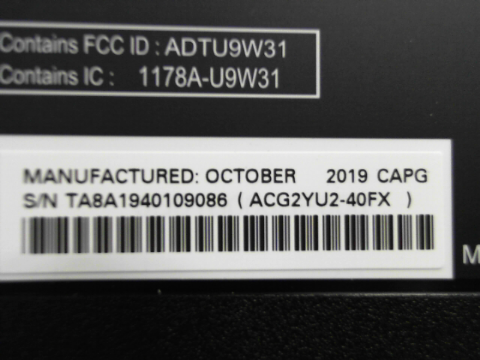 Contains FCC ID : ADTU9W31
Contains IC : 1178A-U9W31
MANUFACTURED: OCTOBER 2019 CAPG
S/N TA8A1940109086 ( ACG2YU2-40FX )
M